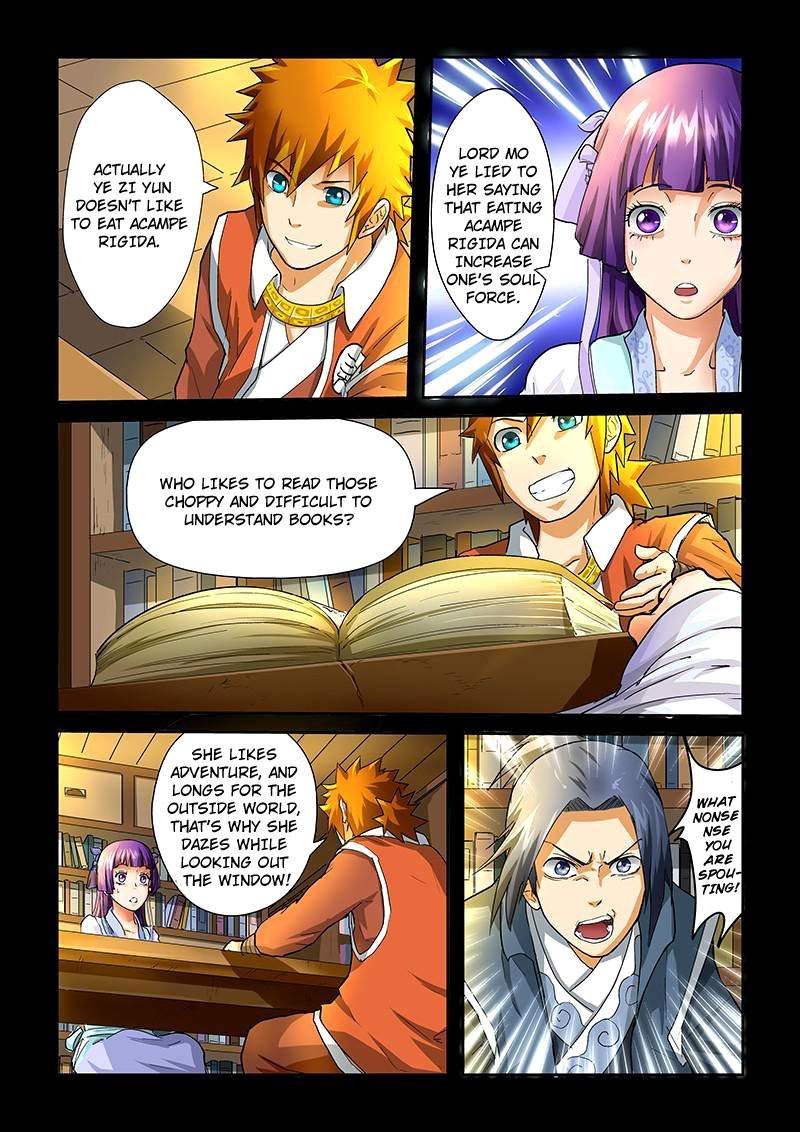 ACTUALLY
YE ZI YUN
DOESN'T LIKE
TO EAT ACAMPE
RIGIDA.
LORD MO
YE LIED TO
HER SAYING
THAT EATING
ACAMPE
RIGIDA CAN
INCREASE
ONE'S SOUL
FORCE.
WHO LIKES TO READ THOSE
CHOPPY AND DIFFICULT TO
UNDERSTAND BOOKS?
SHE LIKES
ADVENTURE, AND
LONGS FOR THE
OUTSIDE WORLD,
THAT'S WHY SHE
DAZES WHILE
LOOKING OUT
THE WINDOW!
WHAT
NONSE
NSE
YOU
ARE
SPOU-
TING!